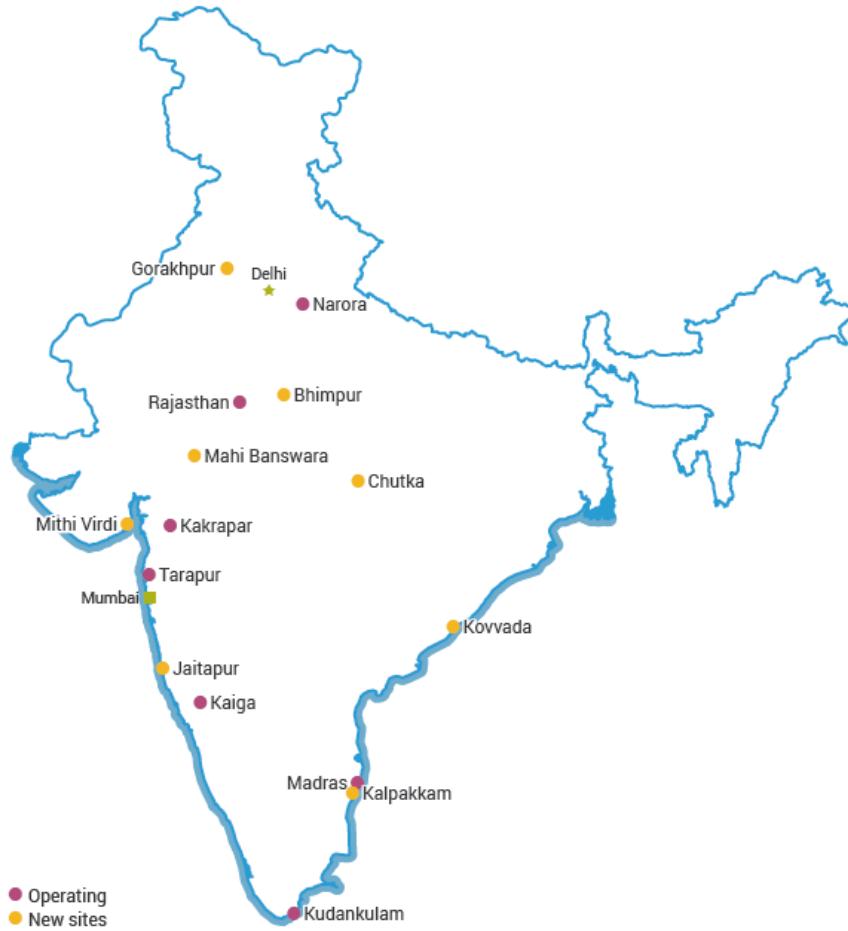 Gorakhpur
Delhi
Narora
Rajasthan
Bhimpur
Mahi Banswara
Chutka
Mithi Virdi
Kakrapar
Tarapur
Mumbai
Kovvada
Jaitapur
Kaiga
Madras
Kalpakkam
Operating
New sites
Kudankulam